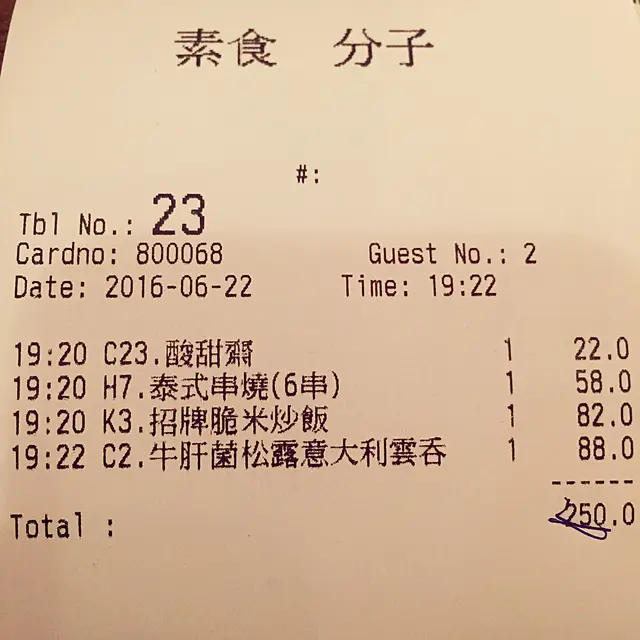 素食 分子
#:
Tbl No.: 23
Cardno: 800068 Guest No.: 2
Date: 2016-06-22 Time: 19:22
19:20 C23.酸甜齋 1 22.0
19:20 H7.泰式串燒(6串) 1 58.0
19:20 K3.招牌脆米炒飯 1 82.0
19:22 C2.牛肝菌松露意大利雲吞 1 88.0
------
Total : 250.0